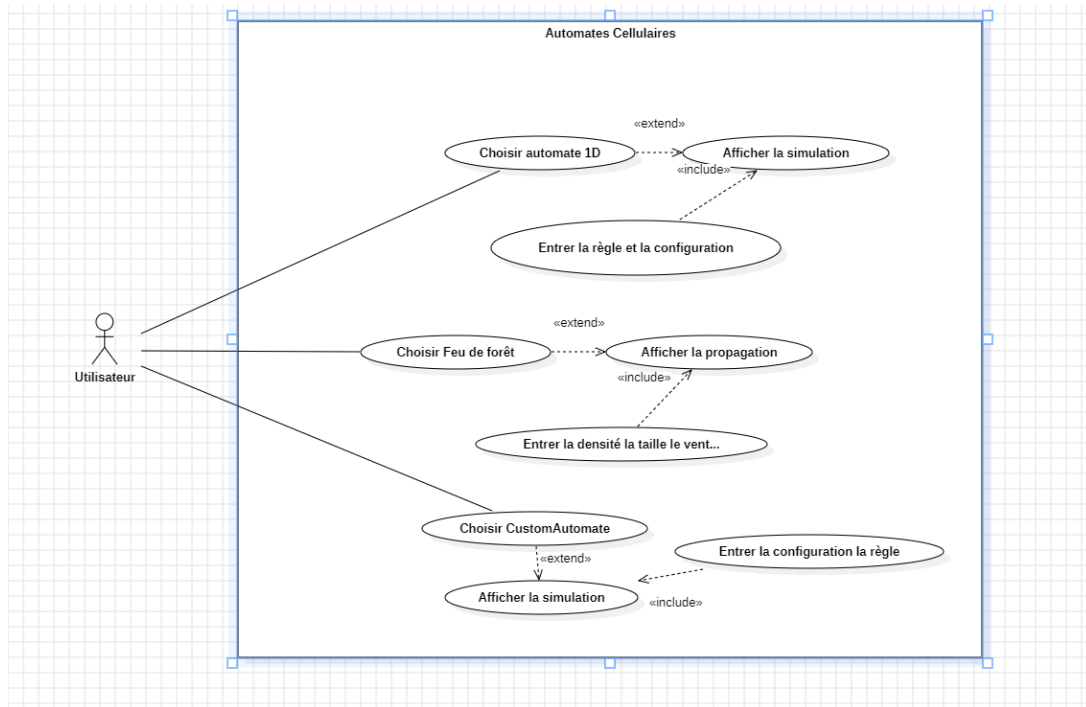 Automates Cellulaires
«extend»
Choisir automate 1D
Afficher la simulation
«include»
Entrer la règle et la configuration
«extend»
Choisir Feu de forêt
Afficher la propagation
Utilisateur
«include»
Entrer la densité la taille le vent...
Choisir CustomAutomate
Entrer la configuration la règle
«extend»
Afficher la simulation
«include»